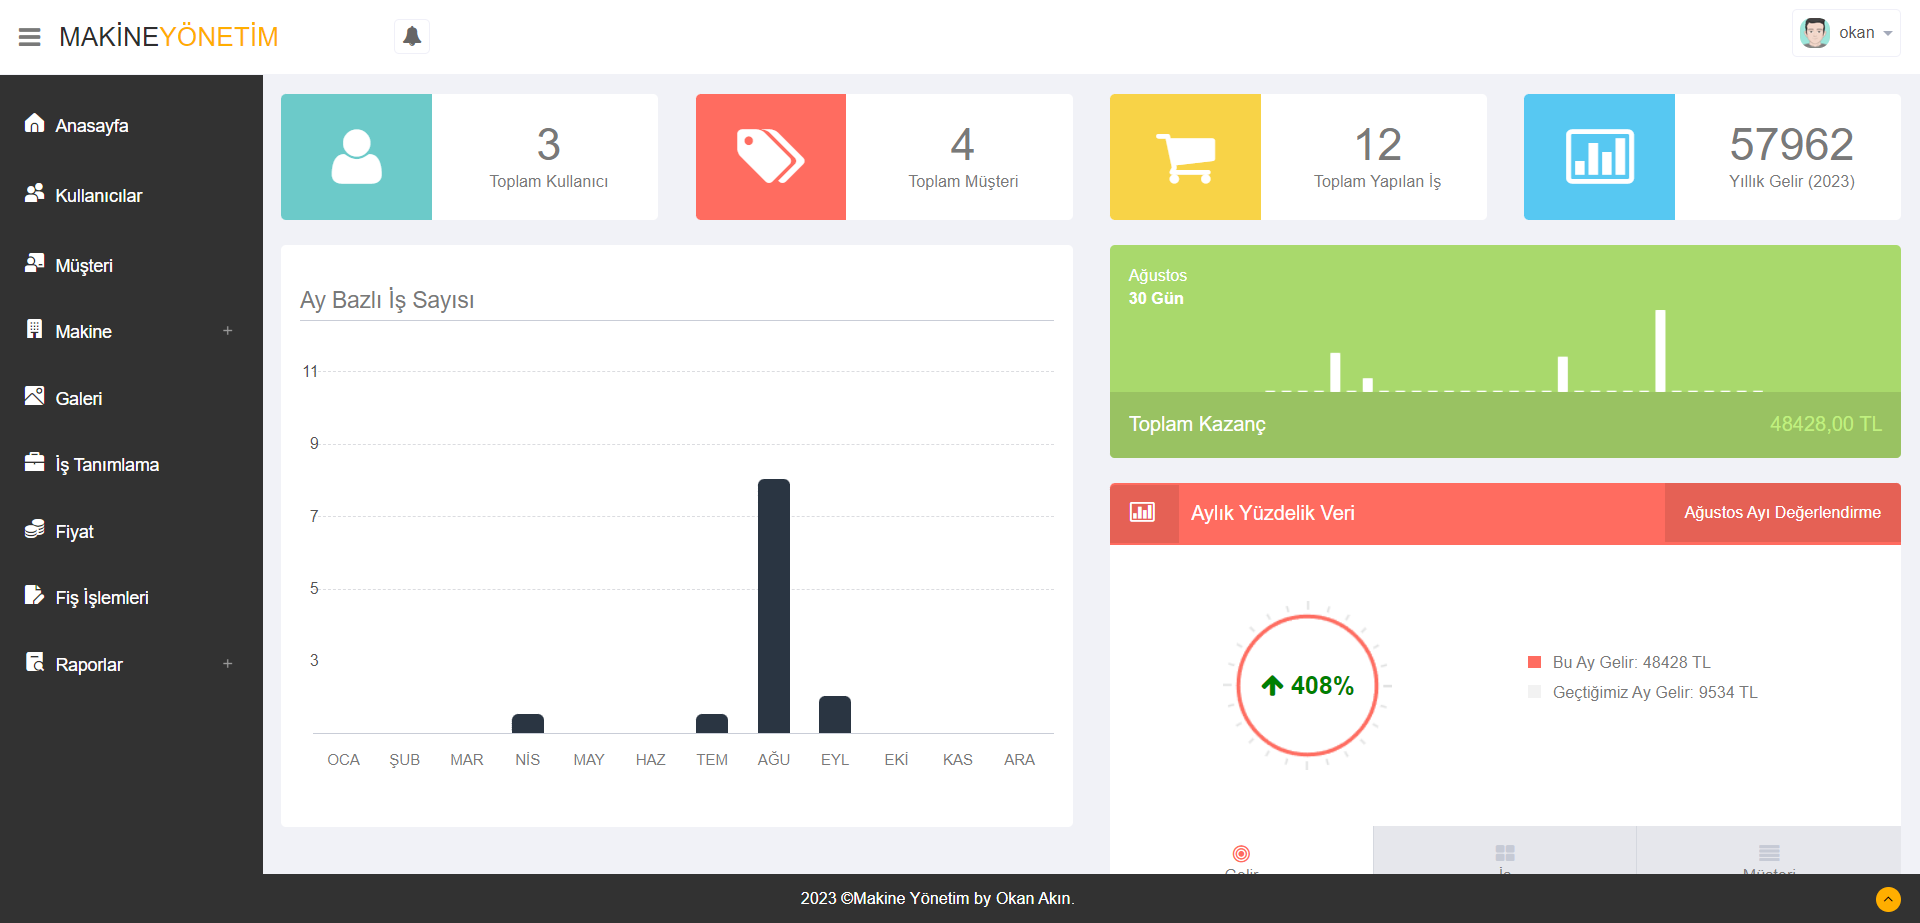 MAKİNEYÖNETİM
okan
Anasayfa
Kullanıcılar
Müşteri
Makine +
Galeri
İş Tanımlama
Fiyat
Fiş İşlemleri
Raporlar +
3
Toplam Kullanıcı
4
Toplam Müşteri
12
Toplam Yapılan İş
57962
Yıllık Gelir (2023)
Ay Bazlı İş Sayısı
11
9
7
5
3
OCA ŞUB MAR NİS MAY HAZ TEM AĞU EYL EKİ KAS ARA
Ağustos
30 Gün
Toplam Kazanç 48428,00 TL
Aylık Yüzdelik Veri Ağustos Ayı Değerlendirme
408%
Bu Ay Gelir: 48428 TL
Geçtiğimiz Ay Gelir: 9534 TL
Gelir İş Müşteri
2023 ©Makine Yönetim by Okan Akın.